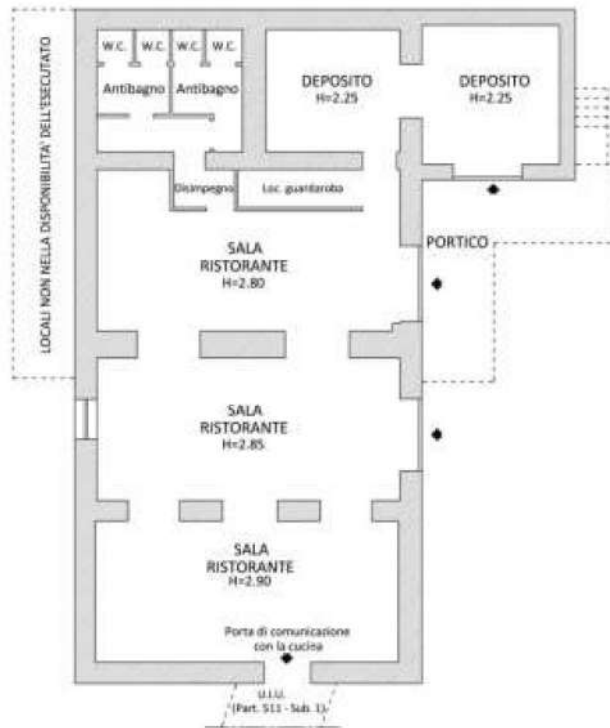 W.C. W.C. W.C. W.C.
Antibagno Antibagno
DEPOSITO
H=2.25
DEPOSITO
H=2.25
LOCALI NON NELLA DISPONIBILITA' DELL'ESECUTATO
Disimpegno
Loc. guardaroba
SALA
RISTORANTE
H=2.80
PORTICO
SALA
RISTORANTE
H=2.85
SALA
RISTORANTE
H=2.90
Porta di comunicazione
con la cucina
U.I.U.
(Part. 511 - Sub. 1)